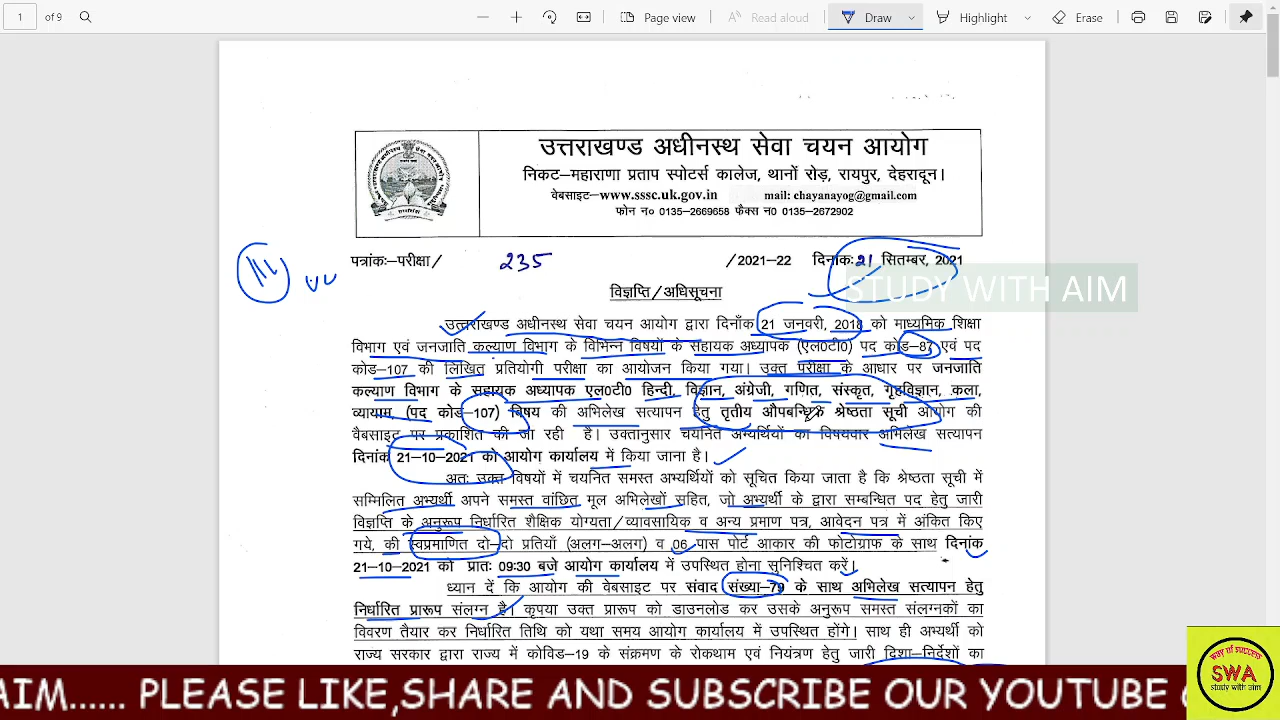 1 of 9 Page view Read aloud Draw Highlight Erase
उत्तराखण्ड अधीनस्थ सेवा चयन आयोग
निकट–महाराणा प्रताप स्पोटर्स कालेज, थानों रोड़, रायपुर, देहरादून।
वेबसाइट–www.sssc.uk.gov.in mail: chayanayog@gmail.com
फोन न० 0135–2669658 फैक्स न0 0135–2672902
पत्रांकः–परीक्षा/ 235 /2021–22 दिनांकः 21 सितम्बर, 2021
STUDY WITH AIM
विज्ञप्ति/अधिसूचना
उत्तराखण्ड अधीनस्थ सेवा चयन आयोग द्वारा दिनाँक 21 जनवरी, 2018 को माध्यमिक शिक्षा
विभाग एवं जनजाति कल्याण विभाग के विभिन्न विषयों के सहायक अध्यापक (एल0टी0) पद कोड–87 एवं पद
कोड–107 की लिखित प्रतियोगी परीक्षा का आयोजन किया गया। उक्त परीक्षा के आधार पर जनजाति
कल्याण विभाग के सहायक अध्यापक एल0टी0 हिन्दी, विज्ञान, अंग्रेजी, गणित, संस्कृत, गृहविज्ञान, कला,
व्यायाम, (पद कोड–107) विषय की अभिलेख सत्यापन हेतु तृतीय औपबन्धिक श्रेष्ठता सूची आयोग की
वैबसाइट पर प्रकाशित की जा रही है। उक्तानुसार चयनित अभ्यर्थियों का विषयवार अभिलेख सत्यापन
दिनांक 21–10–2021 को आयोग कार्यालय में किया जाना है।
अतः उक्त विषयों में चयनित समस्त अभ्यर्थियों को सूचित किया जाता है कि श्रेष्ठता सूची में
सम्मिलित अभ्यर्थी अपने समस्त वांछित मूल अभिलेखों सहित, जो अभ्यर्थी के द्वारा सम्बन्धित पद हेतु जारी
विज्ञप्ति के अनुरूप निर्धारित शैक्षिक योग्यता/व्यावसायिक व अन्य प्रमाण पत्र, आवेदन पत्र में अंकित किए
गये, की स्वप्रमाणित दो–दो प्रतियाँ (अलग–अलग) व 06 पास पोर्ट आकार की फोटोग्राफ के साथ दिनांक
21–10–2021 को प्रातः 09:30 बजे आयोग कार्यालय में उपस्थित होना सुनिश्चित करें।
ध्यान दें कि आयोग की वेबसाइट पर संवाद संख्या–79 के साथ अभिलेख सत्यापन हेतु
निर्धारित प्रारूप संलग्न है। कृपया उक्त प्रारूप को डाउनलोड कर उसके अनुरूप समस्त संलग्नकों का
विवरण तैयार कर निर्धारित तिथि को यथा समय आयोग कार्यालय में उपस्थित होंगे। साथ ही अभ्यर्थी को
राज्य सरकार द्वारा राज्य में कोविड–19 के संक्रमण के रोकथाम एवं नियंत्रण हेतु जारी दिशा–निर्देशों का
AIM...... PLEASE LIKE,SHARE AND SUBSCRIBE OUR YOUTUBE
way of success
SWA
study with aim